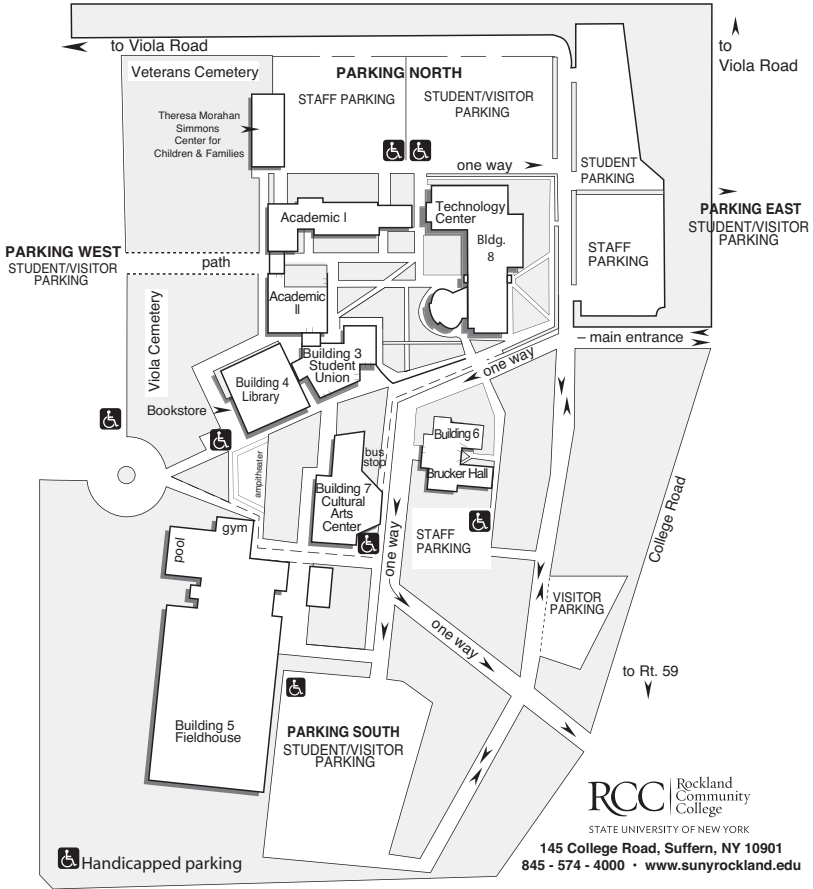 to Viola Road
to
Viola Road
Veterans Cemetery
PARKING NORTH
STAFF PARKING
STUDENT/VISITOR
PARKING
Theresa Morahan
Simmons
Center for
Children & Families
one way
STUDENT
PARKING
Academic I
Technology
Center
Bldg.
8
PARKING EAST
STUDENT/VISITOR
PARKING
STAFF
PARKING
PARKING WEST
STUDENT/VISITOR
PARKING
path
Academic
II
Viola Cemetery
main entrance
one way
Building 3
Student
Union
Building 4
Library
Bookstore
Building 6
Brucker Hall
bus
stop
ampitheater
Building 7
Cultural
Arts
Center
College Road
gym
pool
one way
STAFF
PARKING
VISITOR
PARKING
one way
to Rt. 59
Building 5
Fieldhouse
PARKING SOUTH
STUDENT/VISITOR
PARKING
RCC
Rockland
Community
College
STATE UNIVERSITY OF NEW YORK
145 College Road, Suffern, NY 10901
845 - 574 - 4000 · www.sunyrockland.edu
Handicapped parking